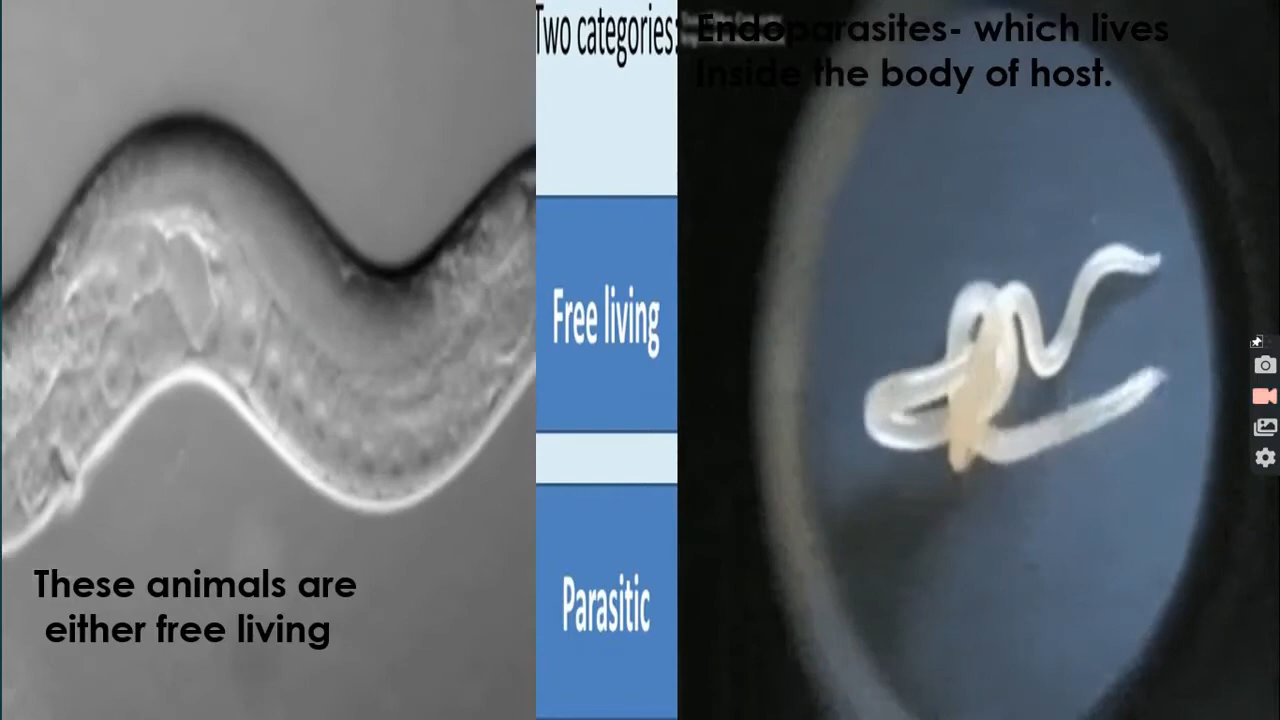 These animals are
either free living
Two categories:
Free living
Parasitic
Endoparasites- which lives
Inside the body of host.